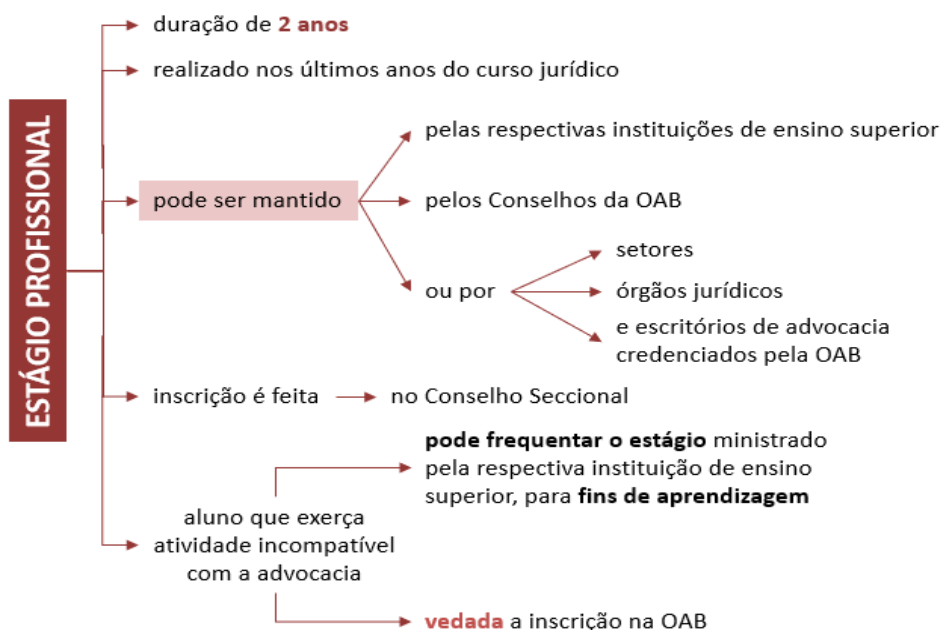 ESTÁGIO PROFISSIONAL
duração de 2 anos
realizado nos últimos anos do curso jurídico
pode ser mantido
pelas respectivas instituições de ensino superior
pelos Conselhos da OAB
ou por
setores
órgãos jurídicos
e escritórios de advocacia
credenciados pela OAB
inscrição é feita
no Conselho Seccional
aluno que exerça
atividade incompatível
com a advocacia
pode frequentar o estágio ministrado
pela respectiva instituição de ensino
superior, para fins de aprendizagem
vedada a inscrição na OAB